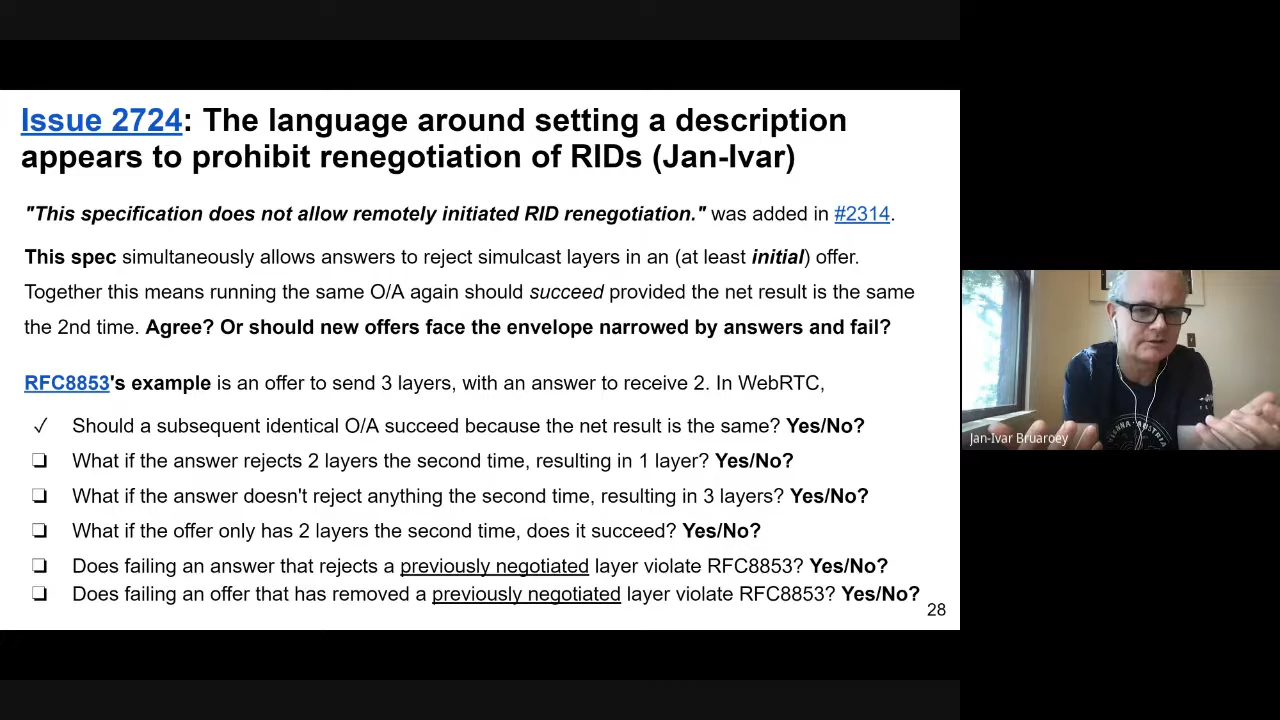 Issue 2724: The language around setting a description
appears to prohibit renegotiation of RIDs (Jan-Ivar)
"This specification does not allow remotely initiated RID renegotiation." was added in #2314.
This spec simultaneously allows answers to reject simulcast layers in an (at least initial) offer.
Together this means running the same O/A again should succeed provided the net result is the same
the 2nd time. Agree? Or should new offers face the envelope narrowed by answers and fail?
RFC8853's example is an offer to send 3 layers, with an answer to receive 2. In WebRTC,
✓ Should a subsequent identical O/A succeed because the net result is the same? Yes/No?
❏ What if the answer rejects 2 layers the second time, resulting in 1 layer? Yes/No?
❏ What if the answer doesn't reject anything the second time, resulting in 3 layers? Yes/No?
❏ What if the offer only has 2 layers the second time, does it succeed? Yes/No?
❏ Does failing an answer that rejects a previously negotiated layer violate RFC8853? Yes/No?
❏ Does failing an offer that has removed a previously negotiated layer violate RFC8853? Yes/No?
28
Jan-Ivar Bruaroey